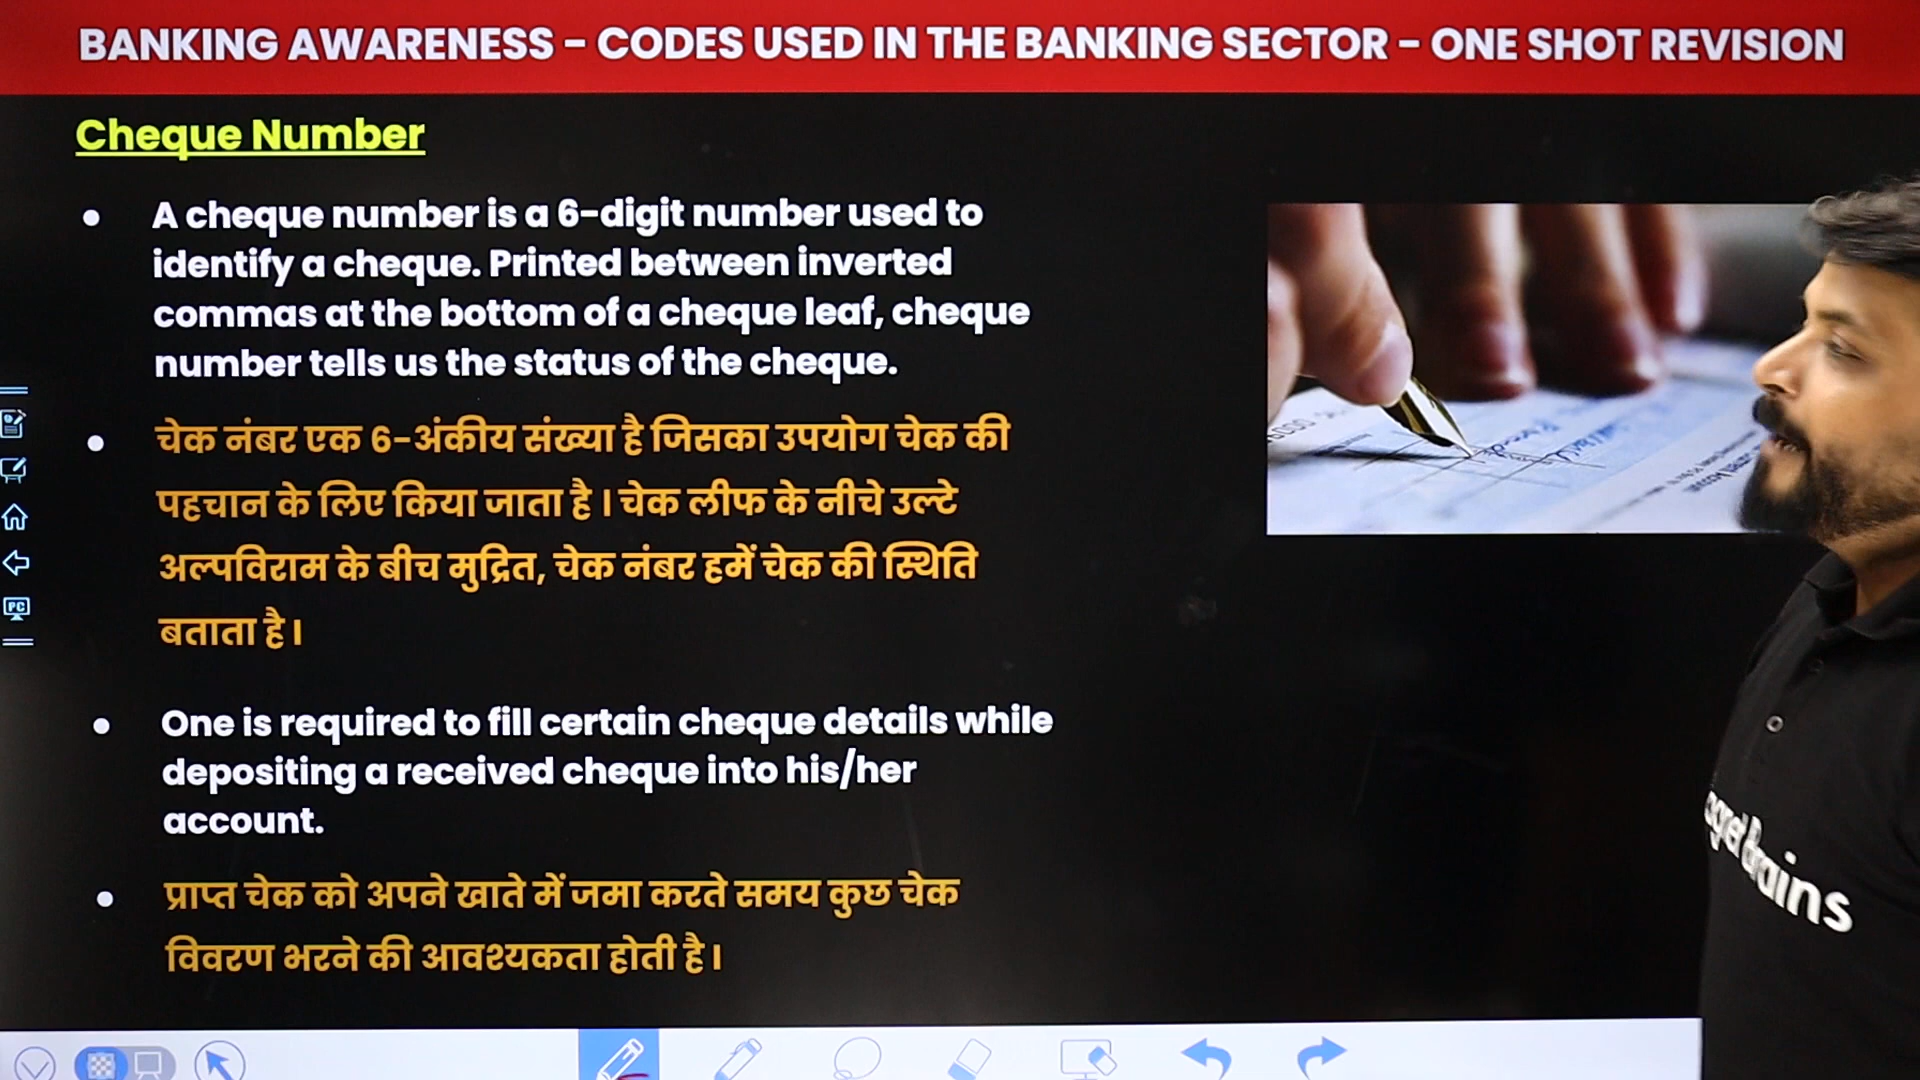 BANKING AWARENESS - CODES USED IN THE BANKING SECTOR - ONE SHOT REVISION
Cheque Number
• A cheque number is a 6-digit number used to
identify a cheque. Printed between inverted
commas at the bottom of a cheque leaf, cheque
number tells us the status of the cheque.
• चेक नंबर एक 6-अंकीय संख्या है जिसका उपयोग चेक की
पहचान के लिए किया जाता है । चेक लीफ के नीचे उल्टे
अल्पविराम के बीच मुद्रित, चेक नंबर हमें चेक की स्थिति
बताता है ।
• One is required to fill certain cheque details while
depositing a received cheque into his/her
account.
• प्राप्त चेक को अपने खाते में जमा करते समय कुछ चेक
विवरण भरने की आवश्यकता होती है ।
PC